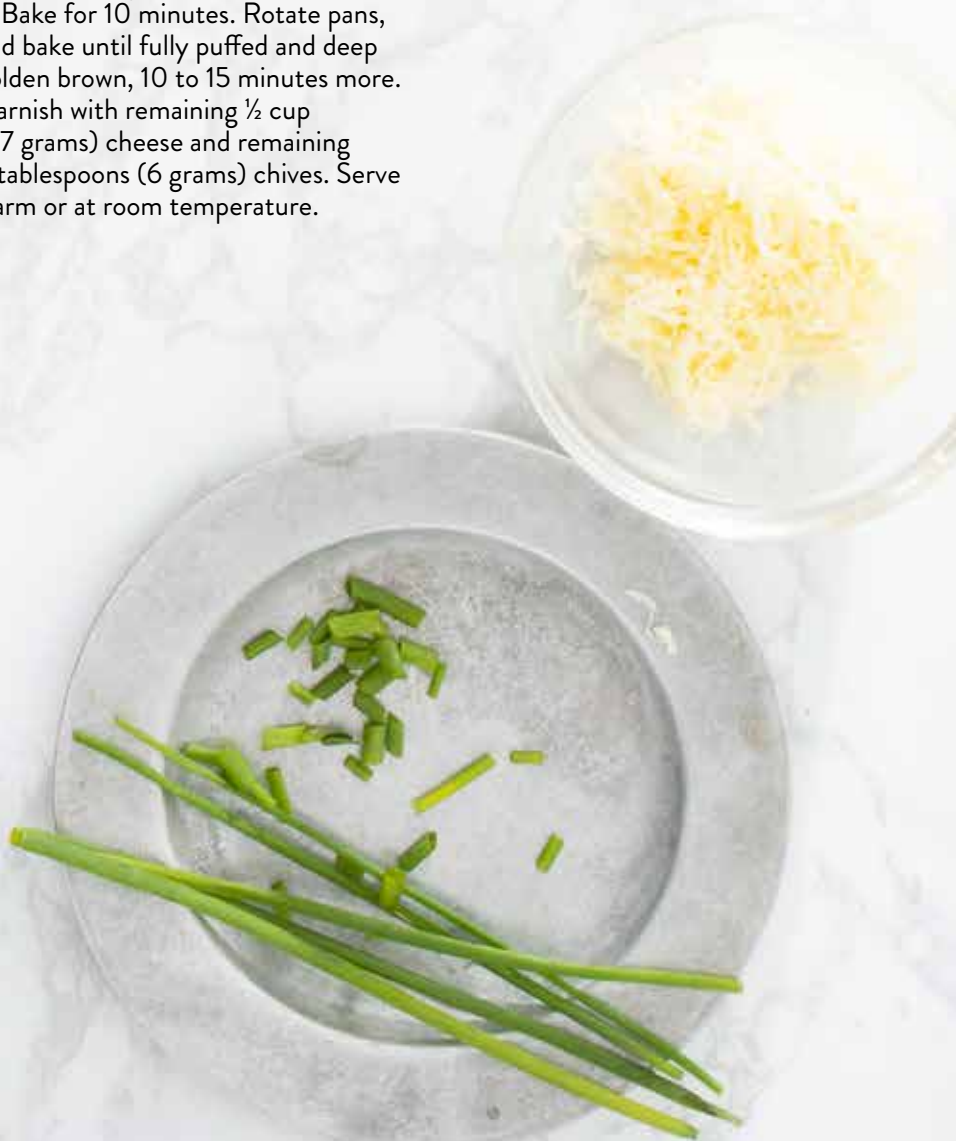 Bake for 10 minutes. Rotate pans,
d bake until fully puffed and deep
olden brown, 10 to 15 minutes more.
arnish with remaining ½ cup
7 grams) cheese and remaining
tablespoons (6 grams) chives. Serve
arm or at room temperature.